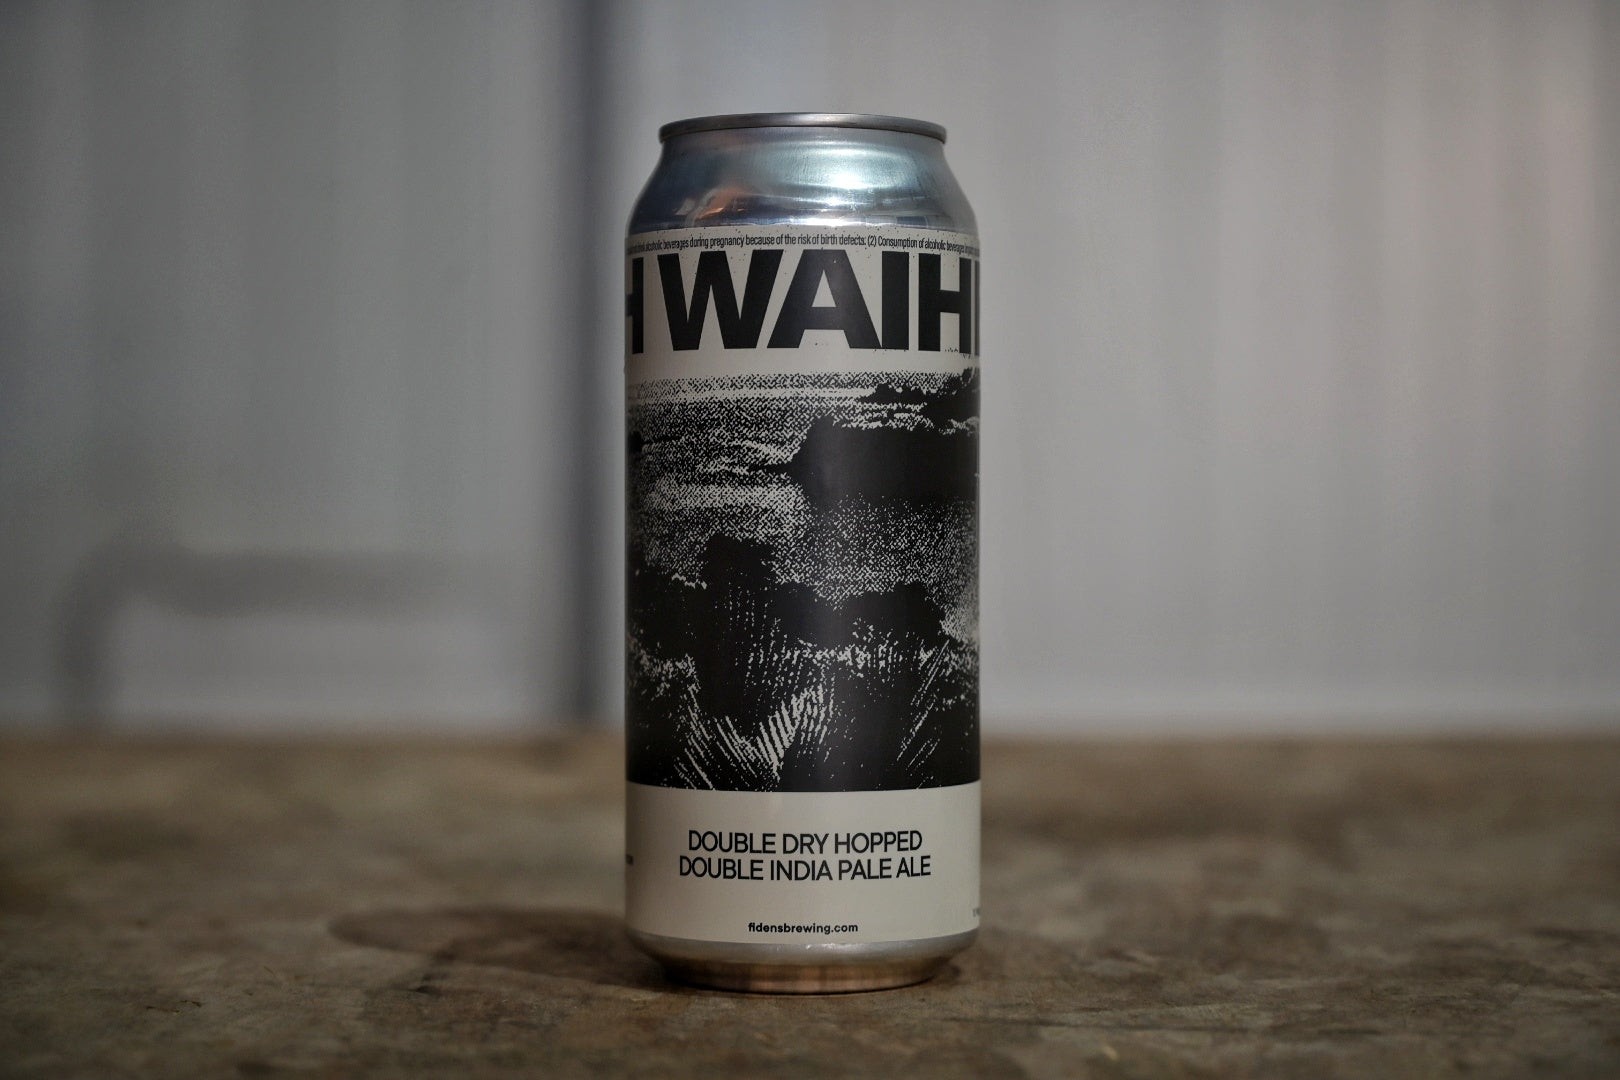 alcoholic beverages during pregnancy because of the risk of birth defects. (2) Consumption of alcoholic beverages
H WAIH
DOUBLE DRY HOPPED
DOUBLE INDIA PALE ALE
fidensbrewing.com